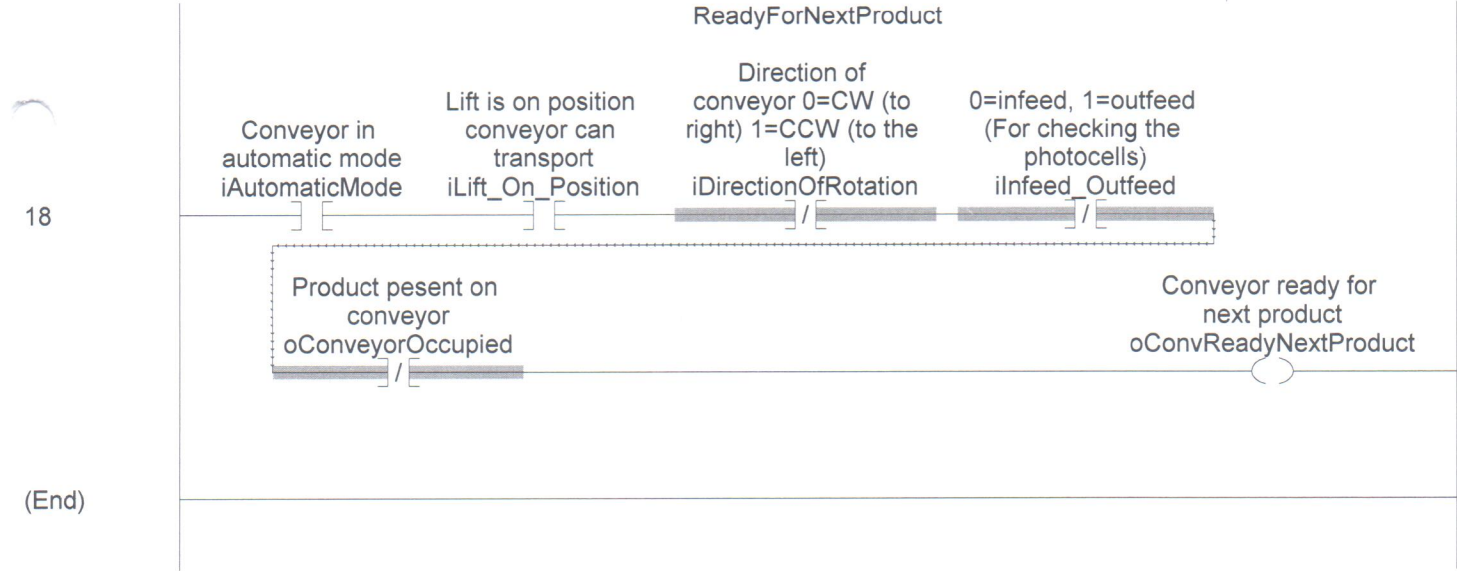 ReadyForNextProduct
Conveyor in
automatic mode
iAutomaticMode
Lift is on position
conveyor can
transport
iLift_On_Position
Direction of
conveyor 0=CW (to
right) 1=CCW (to the
left)
iDirectionOfRotation
0=infeed, 1=outfeed
(For checking the
photocells)
iInfeed_Outfeed
18
/
/
Product pesent on
conveyor
oConveyorOccupied
/
Conveyor ready for
next product
oConvReadyNextProduct
(End)